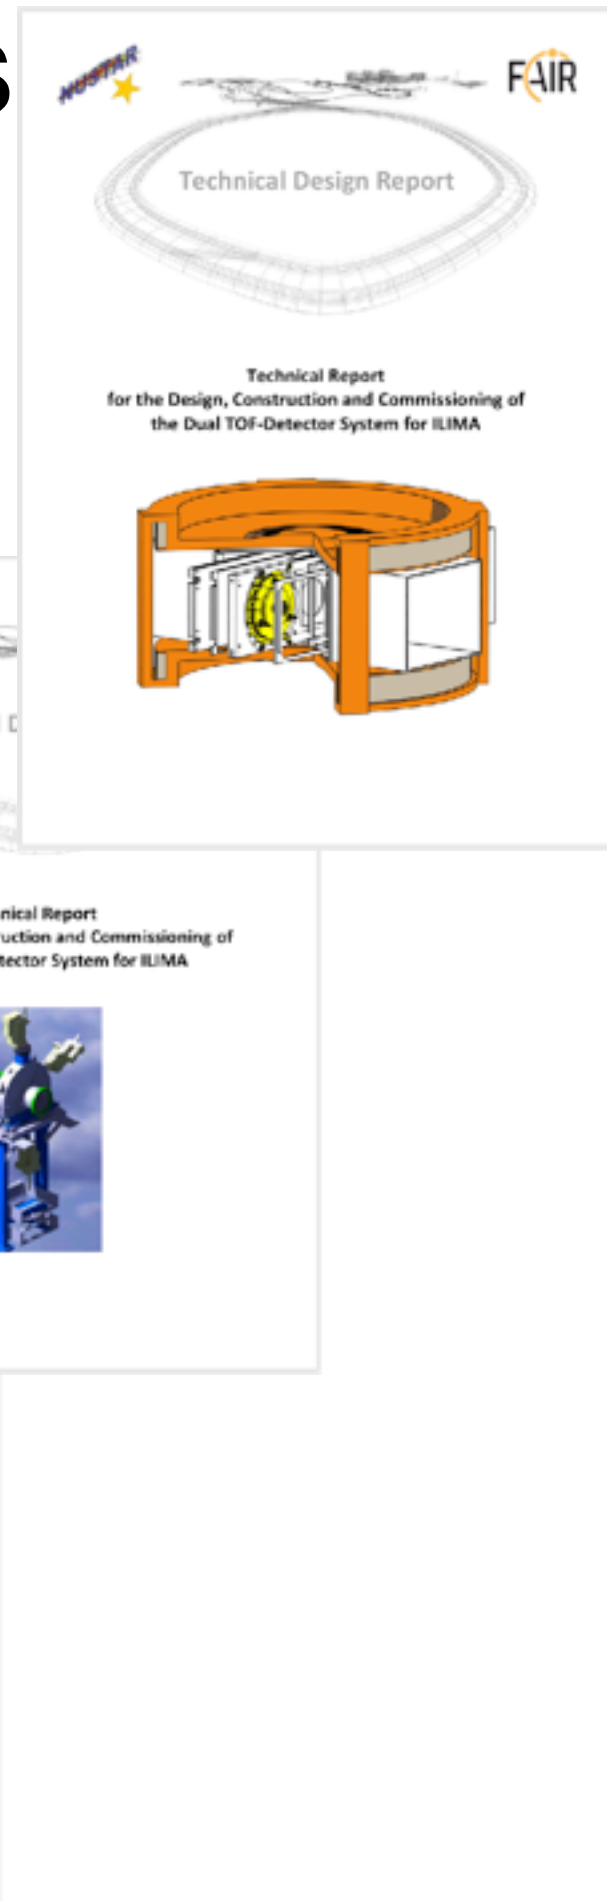 S
NUSTAR
FAIR
Technical Design Report
Technical Report
for the Design, Construction and Commissioning of
the Dual TOF-Detector System for ILIMA
D
nical Report
ruction and Commissioning of
tector System for ILIMA